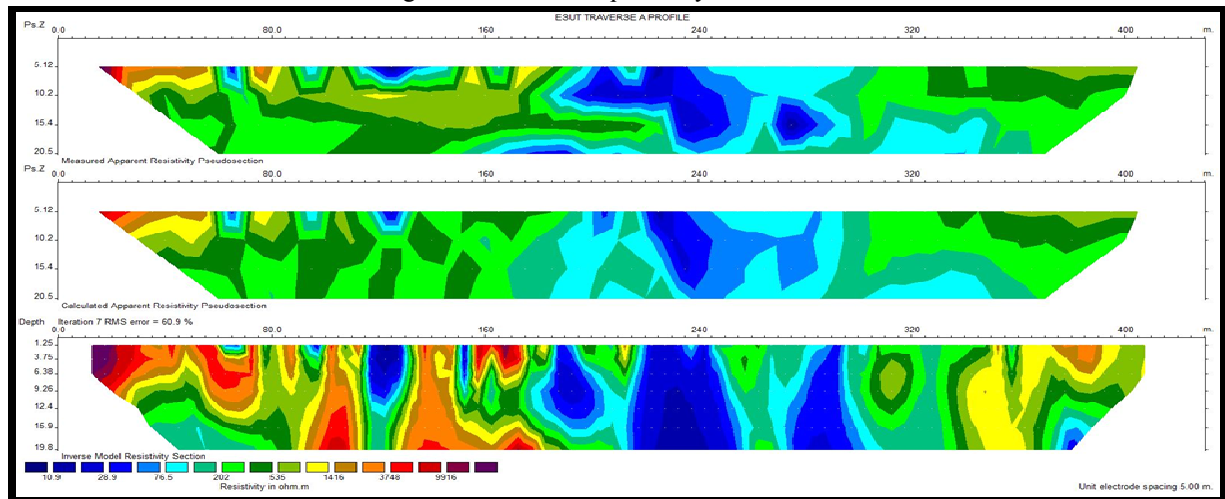 ESUT TRAVERSE A PROFILE
Ps.Z 0.0 80.0 160 240 320 400 m.
5.12
10.2
15.4
20.5
Measured Apparent Resistivity Pseudosection
Ps.Z 0.0 80.0 160 240 320 400 m.
5.12
10.2
15.4
20.5
Calculated Apparent Resistivity Pseudosection
Depth Iteration 7 RMS error = 60.9 %
0.0 80.0 160 240 320 400 m.
1.25
3.75
6.38
9.26
12.4
15.9
19.8
Inverse Model Resistivity Section
10.9 28.9 76.5 202 535 1416 3748 9916
Resistivity in ohm.m
Unit electrode spacing 5.00 m.